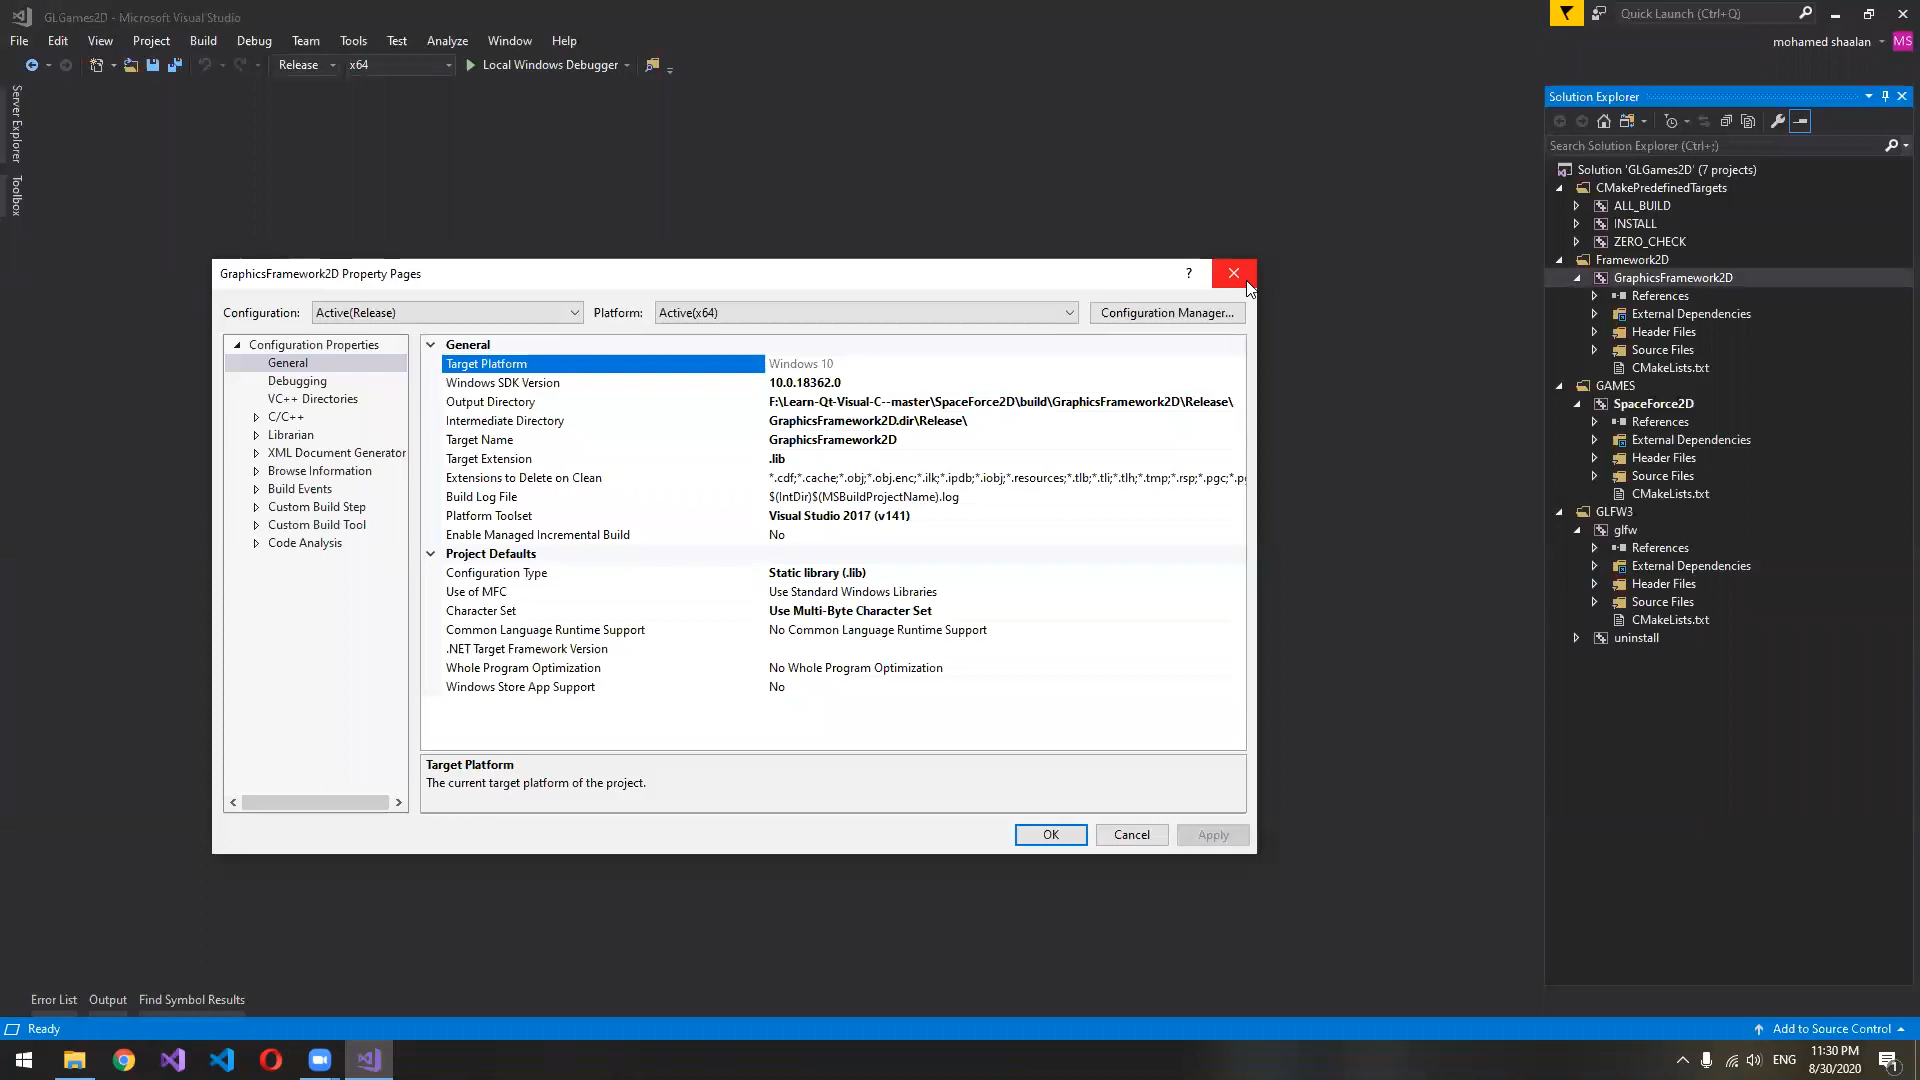 GLGames2D - Microsoft Visual Studio
Quick Launch (Ctrl+Q)
File Edit View Project Build Debug Team Tools Test Analyze Window Help
mohamed shaalan MS
Release x64 Local Windows Debugger
Server Explorer
Toolbox
Solution Explorer
Search Solution Explorer (Ctrl+;)
Solution 'GLGames2D' (7 projects)
CMakePredefinedTargets
ALL_BUILD
INSTALL
ZERO_CHECK
Framework2D
GraphicsFramework2D
References
External Dependencies
Header Files
Source Files
CMakeLists.txt
GAMES
SpaceForce2D
References
External Dependencies
Header Files
Source Files
CMakeLists.txt
GLFW3
glfw
References
External Dependencies
Header Files
Source Files
CMakeLists.txt
uninstall
GraphicsFramework2D Property Pages ?
Configuration: Active(Release) Platform: Active(x64) Configuration Manager...
Configuration Properties
General
Debugging
VC++ Directories
C/C++
Librarian
XML Document Generator
Browse Information
Build Events
Custom Build Step
Custom Build Tool
Code Analysis
General
Target Platform Windows 10
Windows SDK Version 10.0.18362.0
Output Directory F:\Learn-Qt-Visual-C--master\SpaceForce2D\build\GraphicsFramework2D\Release\
Intermediate Directory GraphicsFramework2D.dir\Release\
Target Name GraphicsFramework2D
Target Extension .lib
Extensions to Delete on Clean *.cdf;*.cache;*.obj;*.obj.enc;*.ilk;*.ipdb;*.iobj;*.resources;*.tlb;*.tli;*.tlh;*.tmp;*.rsp;*.pgc;*.p
Build Log File $(IntDir)$(MSBuildProjectName).log
Platform Toolset Visual Studio 2017 (v141)
Enable Managed Incremental Build No
Project Defaults
Configuration Type Static library (.lib)
Use of MFC Use Standard Windows Libraries
Character Set Use Multi-Byte Character Set
Common Language Runtime Support No Common Language Runtime Support
.NET Target Framework Version
Whole Program Optimization No Whole Program Optimization
Windows Store App Support No
Target Platform
The current target platform of the project.
OK Cancel Apply
Error List Output Find Symbol Results
Ready Add to Source Control
ENG 11:30 PM
8/30/2020 1